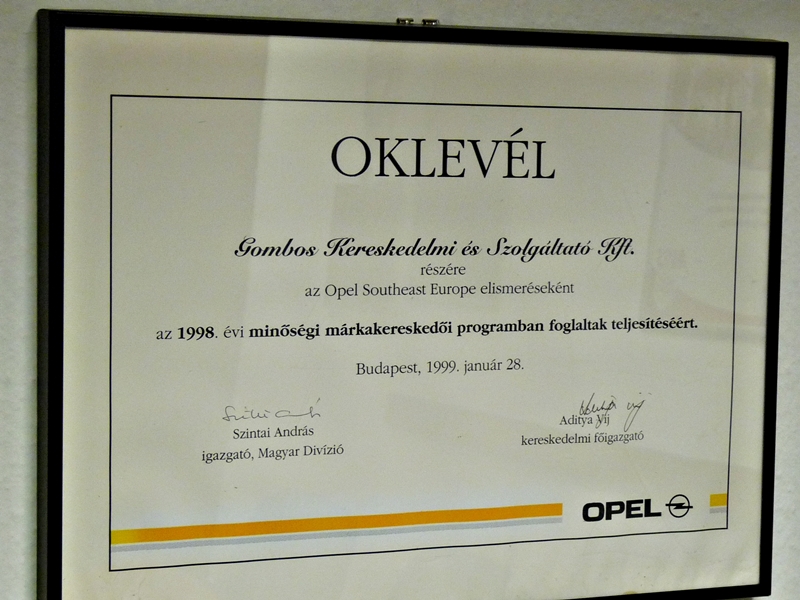 OKLEVÉL
Gombos Kereskedelmi és Szolgáltató Kft.
részére
az Opel Southeast Europe elismeréseként
az 1998. évi minőségi márkakereskedői programban foglaltak teljesítéséért.
Budapest, 1999. január 28.
Szintai András
igazgató, Magyar Divízió
Aditya Vij
kereskedelmi főigazgató
OPEL